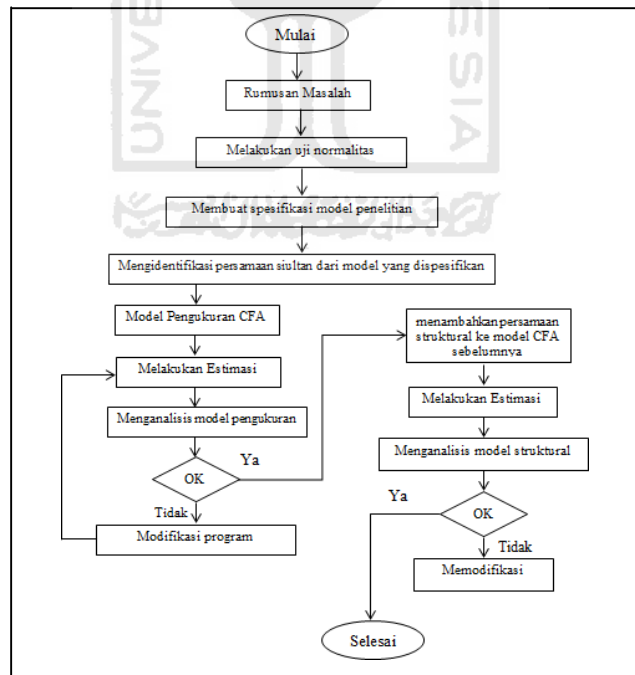 Mulai
Rumusan Masalah
Melakukan uji normalitas
Membuat spesifikasi model penelitian
Mengidentifikasi persamaan siultan dari model yang dispesifikan
Model Pengukuran CFA
Melakukan Estimasi
Menganalisis model pengukuran
OK
Ya
Tidak
Modifikasi program
menambahkan persamaan
struktural ke model CFA
sebelumnya
Melakukan Estimasi
Menganalisis model struktural
Ya
OK
Tidak
Memodifikasi
Selesai
UNIVE
ESIA